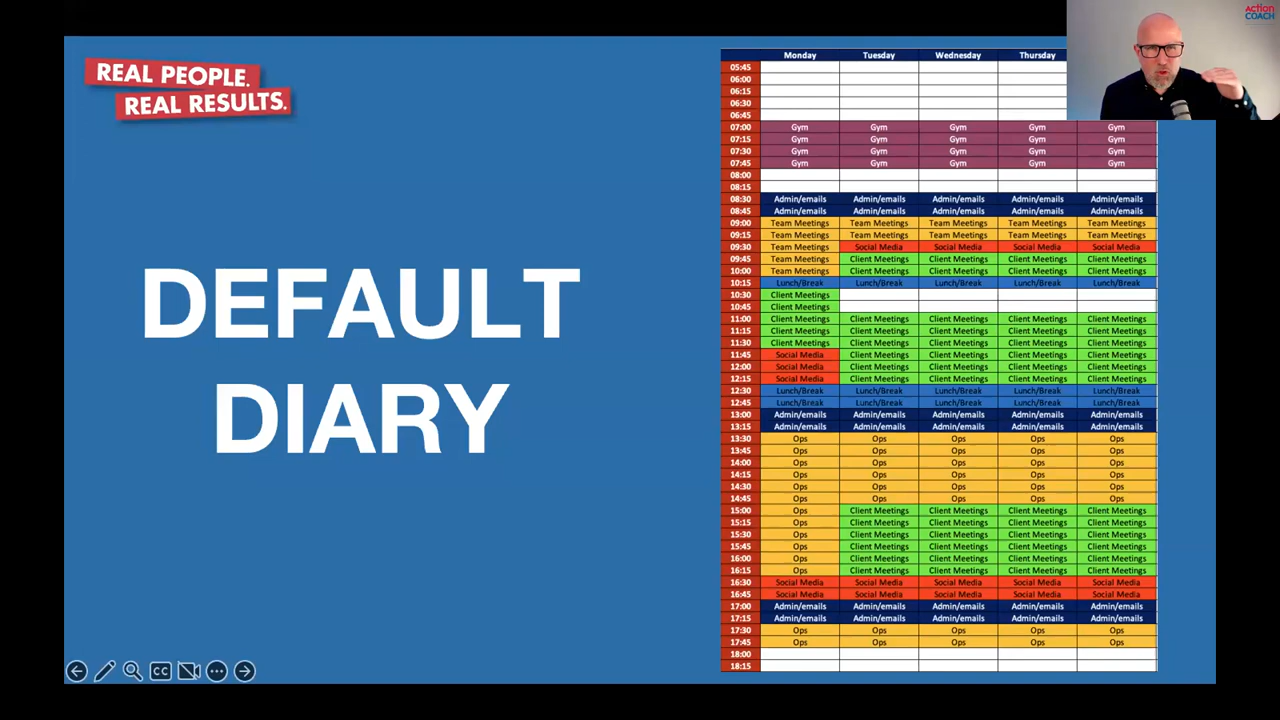 ACTION
COACH
REAL PEOPLE.
REAL RESULTS.
DEFAULT
DIARY
Monday Tuesday Wednesday Thursday
05:45
06:00
06:15
06:30
06:45
07:00 Gym Gym Gym Gym Gym
07:15 Gym Gym Gym Gym Gym
07:30 Gym Gym Gym Gym Gym
07:45 Gym Gym Gym Gym Gym
08:00
08:15
08:30 Admin/emails Admin/emails Admin/emails Admin/emails Admin/emails
08:45 Admin/emails Admin/emails Admin/emails Admin/emails Admin/emails
09:00 Team Meetings Team Meetings Team Meetings Team Meetings Team Meetings
09:15 Team Meetings Team Meetings Team Meetings Team Meetings Team Meetings
09:30 Team Meetings Social Media Social Media Social Media Social Media
09:45 Team Meetings Client Meetings Client Meetings Client Meetings Client Meetings
10:00 Team Meetings Client Meetings Client Meetings Client Meetings Client Meetings
10:15 Lunch/Break Lunch/Break Lunch/Break Lunch/Break Lunch/Break
10:30 Client Meetings
10:45 Client Meetings
11:00 Client Meetings Client Meetings Client Meetings Client Meetings Client Meetings
11:15 Client Meetings Client Meetings Client Meetings Client Meetings Client Meetings
11:30 Client Meetings Client Meetings Client Meetings Client Meetings Client Meetings
11:45 Social Media Client Meetings Client Meetings Client Meetings Client Meetings
12:00 Social Media Client Meetings Client Meetings Client Meetings Client Meetings
12:15 Social Media Client Meetings Client Meetings Client Meetings Client Meetings
12:30 Lunch/Break Lunch/Break Lunch/Break Lunch/Break Lunch/Break
12:45 Lunch/Break Lunch/Break Lunch/Break Lunch/Break Lunch/Break
13:00 Admin/emails Admin/emails Admin/emails Admin/emails Admin/emails
13:15 Admin/emails Admin/emails Admin/emails Admin/emails Admin/emails
13:30 Ops Ops Ops Ops Ops
13:45 Ops Ops Ops Ops Ops
14:00 Ops Ops Ops Ops Ops
14:15 Ops Ops Ops Ops Ops
14:30 Ops Ops Ops Ops Ops
14:45 Ops Ops Ops Ops Ops
15:00 Ops Client Meetings Client Meetings Client Meetings Client Meetings
15:15 Ops Client Meetings Client Meetings Client Meetings Client Meetings
15:30 Ops Client Meetings Client Meetings Client Meetings Client Meetings
15:45 Ops Client Meetings Client Meetings Client Meetings Client Meetings
16:00 Ops Client Meetings Client Meetings Client Meetings Client Meetings
16:15 Ops Client Meetings Client Meetings Client Meetings Client Meetings
16:30 Social Media Social Media Social Media Social Media Social Media
16:45 Social Media Social Media Social Media Social Media Social Media
17:00 Admin/emails Admin/emails Admin/emails Admin/emails Admin/emails
17:15 Admin/emails Admin/emails Admin/emails Admin/emails Admin/emails
17:30 Ops Ops Ops Ops Ops
17:45 Ops Ops Ops Ops Ops
18:00
18:15
CC